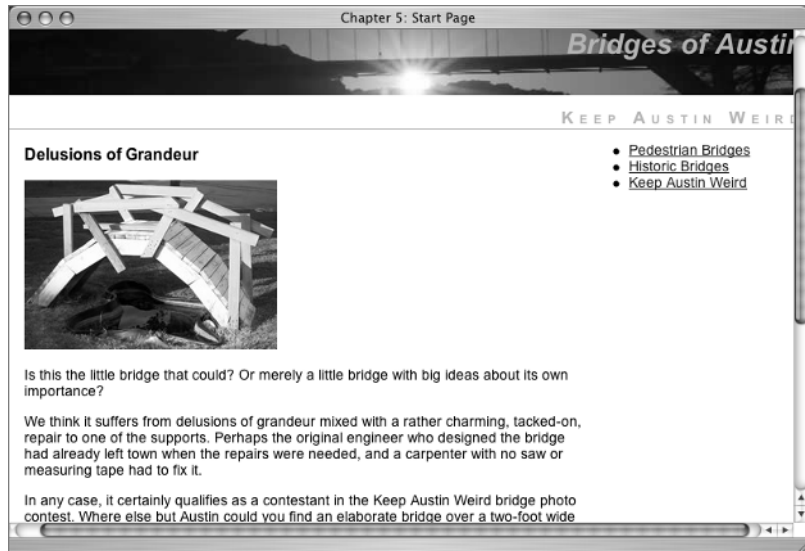 Chapter 5: Start Page
Bridges of Austin
KEEP AUSTIN WEIRD
Delusions of Grandeur
• Pedestrian Bridges
• Historic Bridges
• Keep Austin Weird
Is this the little bridge that could? Or merely a little bridge with big ideas about its own
importance?
We think it suffers from delusions of grandeur mixed with a rather charming, tacked-on,
repair to one of the supports. Perhaps the original engineer who designed the bridge
had already left town when the repairs were needed, and a carpenter with no saw or
measuring tape had to fix it.
In any case, it certainly qualifies as a contestant in the Keep Austin Weird bridge photo
contest. Where else but Austin could you find an elaborate bridge over a two-foot wide